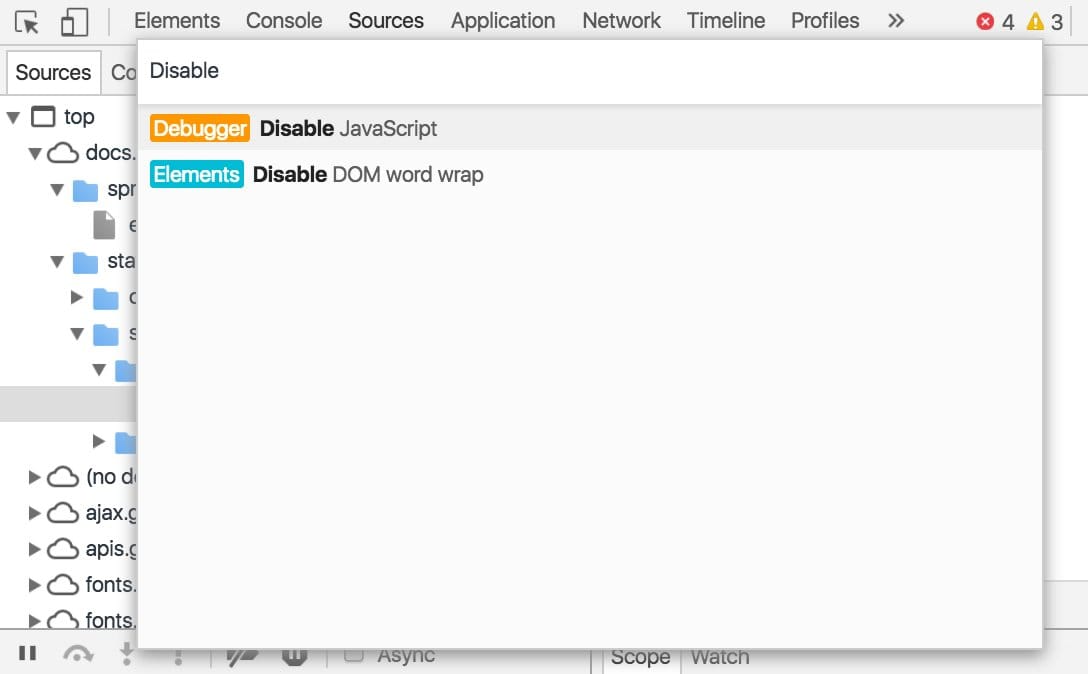 Elements Console Sources Application Network Timeline Profiles » 4 3
Disable
Sources
Debugger Disable JavaScript
Elements Disable DOM word wrap
top
docs.
spr
sta
(no d
ajax.g
apis.g
fonts.
fonts.
Async
Scope Watch